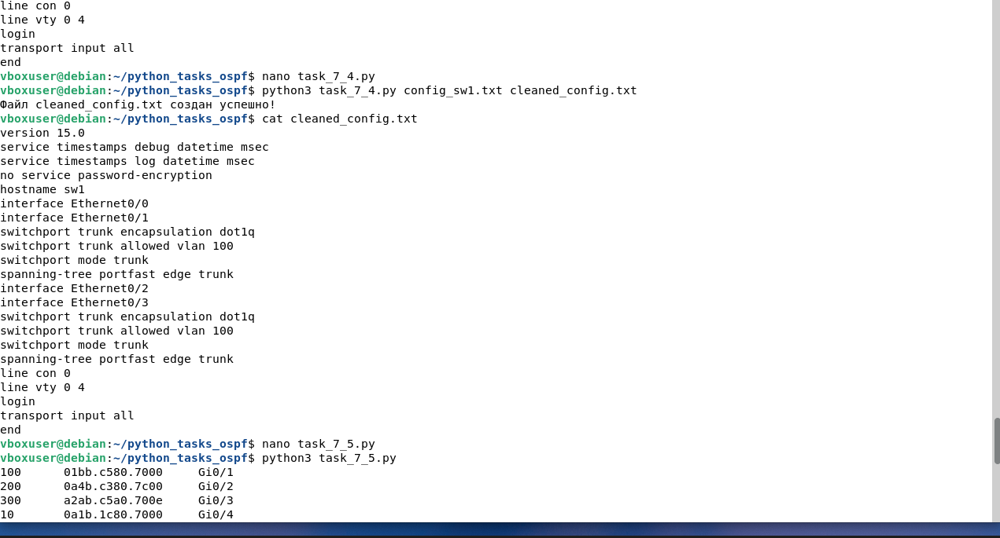 line con 0
line vty 0 4
login
transport input all
end
vboxuser@debian:~/python_tasks_ospf$ nano task_7_4.py
vboxuser@debian:~/python_tasks_ospf$ python3 task_7_4.py config_sw1.txt cleaned_config.txt
Файл cleaned_config.txt создан успешно!
vboxuser@debian:~/python_tasks_ospf$ cat cleaned_config.txt
version 15.0
service timestamps debug datetime msec
service timestamps log datetime msec
no service password-encryption
hostname sw1
interface Ethernet0/0
interface Ethernet0/1
switchport trunk encapsulation dot1q
switchport trunk allowed vlan 100
switchport mode trunk
spanning-tree portfast edge trunk
interface Ethernet0/2
interface Ethernet0/3
switchport trunk encapsulation dot1q
switchport trunk allowed vlan 100
switchport mode trunk
spanning-tree portfast edge trunk
line con 0
line vty 0 4
login
transport input all
end
vboxuser@debian:~/python_tasks_ospf$ nano task_7_5.py
vboxuser@debian:~/python_tasks_ospf$ python3 task_7_5.py
100      01bb.c580.7000     Gi0/1
200      0a4b.c380.7c00     Gi0/2
300      a2ab.c5a0.700e     Gi0/3
10       0a1b.1c80.7000     Gi0/4